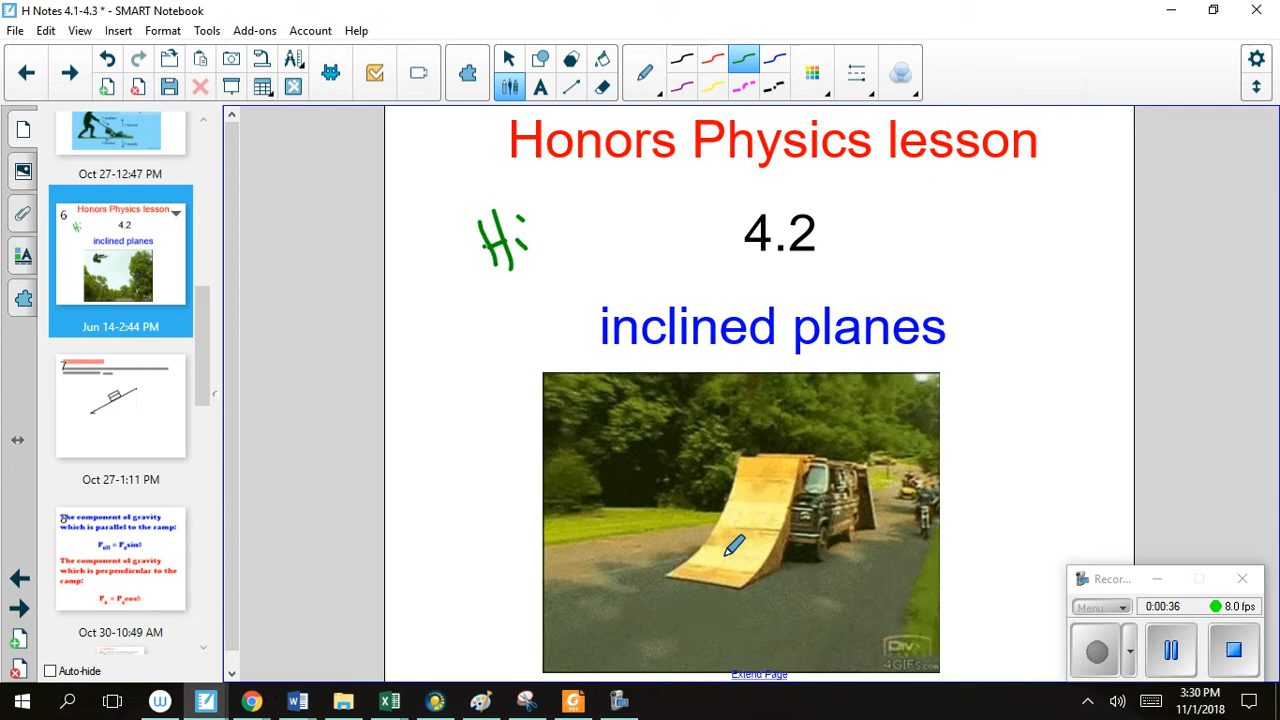 H Notes 4.1-4.3 * - SMART Notebook
File Edit View Insert Format Tools Add-ons Account Help
Oct 27-12:47 PM
6
Honors Physics lesson
Hi
4.2
inclined planes
Jun 14-2:44 PM
7
Oct 27-1:11 PM
8
The component of gravity
which is parallel to the ramp:
The component of gravity
which is perpendicular to the
ramp:
Oct 30-10:49 AM
Auto-hide
Honors Physics lesson
Hi
4.2
inclined planes
4GIFs.com
Extend Page
Recor...
Menu
0:00:36
8.0 fps
3:30 PM
11/1/2018